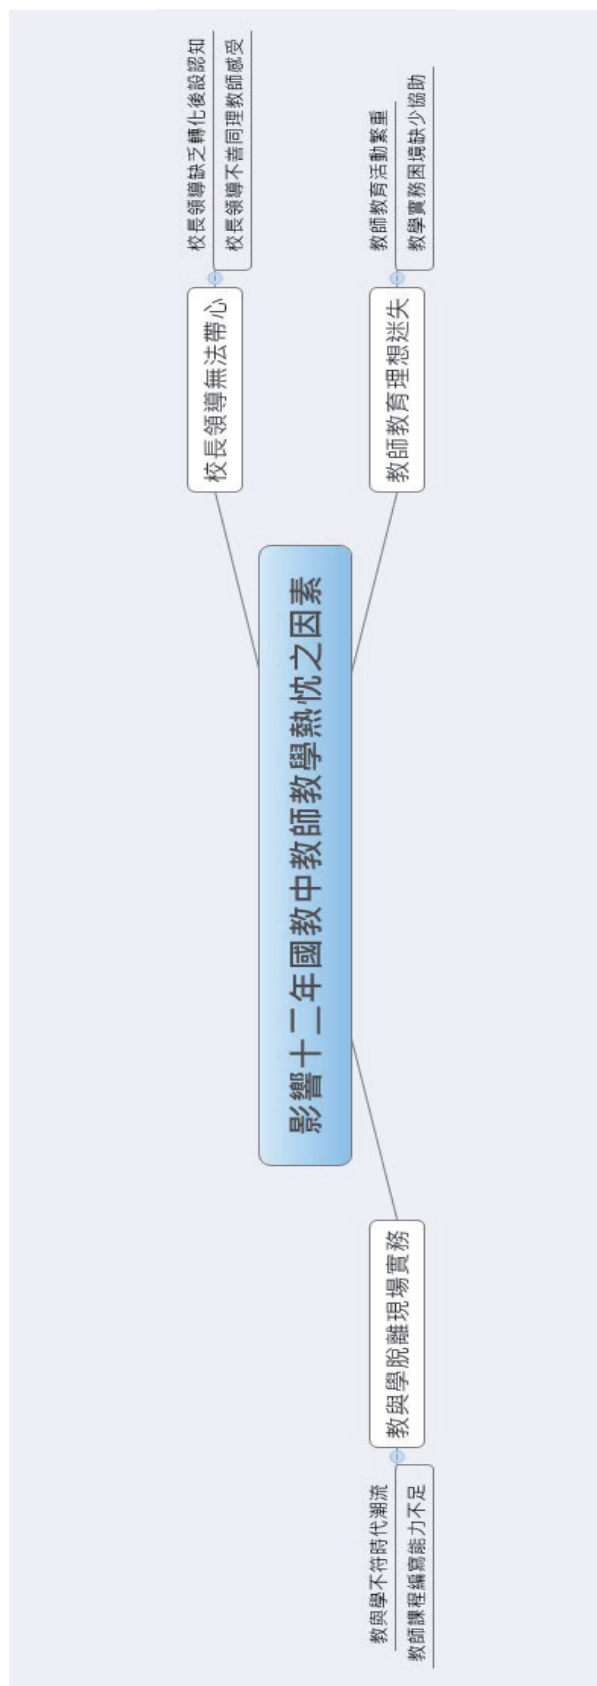 影響十二年國教中教師教學熱忱之因素
校長領導無法帶心
校長領導缺乏轉化後設認知
校長領導不善同理教師感受
教師教育理想迷失
教師教育活動繁重
教學實務困境缺少協助
教與學脫離現場實務
教與學不符時代潮流
教師課程編寫能力不足